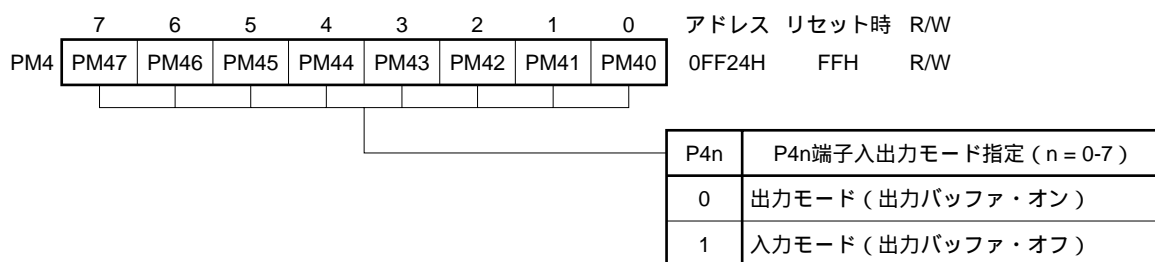 7 6 5 4 3 2 1 0 アドレス リセット時 R/W
PM4 PM47 PM46 PM45 PM44 PM43 PM42 PM41 PM40 0FF24H FFH R/W
P4n P4n端子入出力モード指定(n = 0-7)
0 出力モード(出力バッファ・オン)
1 入力モード(出力バッファ・オフ)